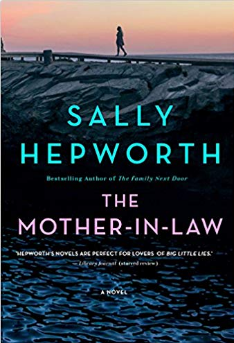 SALLY
HEPWORTH
Bestselling Author of The Family Next Door
THE
MOTHER-IN-LAW
"HEPWORTH'S NOVELS ARE PERFECT FOR LOVERS OF BIG LITTLE LIES."
—Library Journal (starred review)
A NOVEL